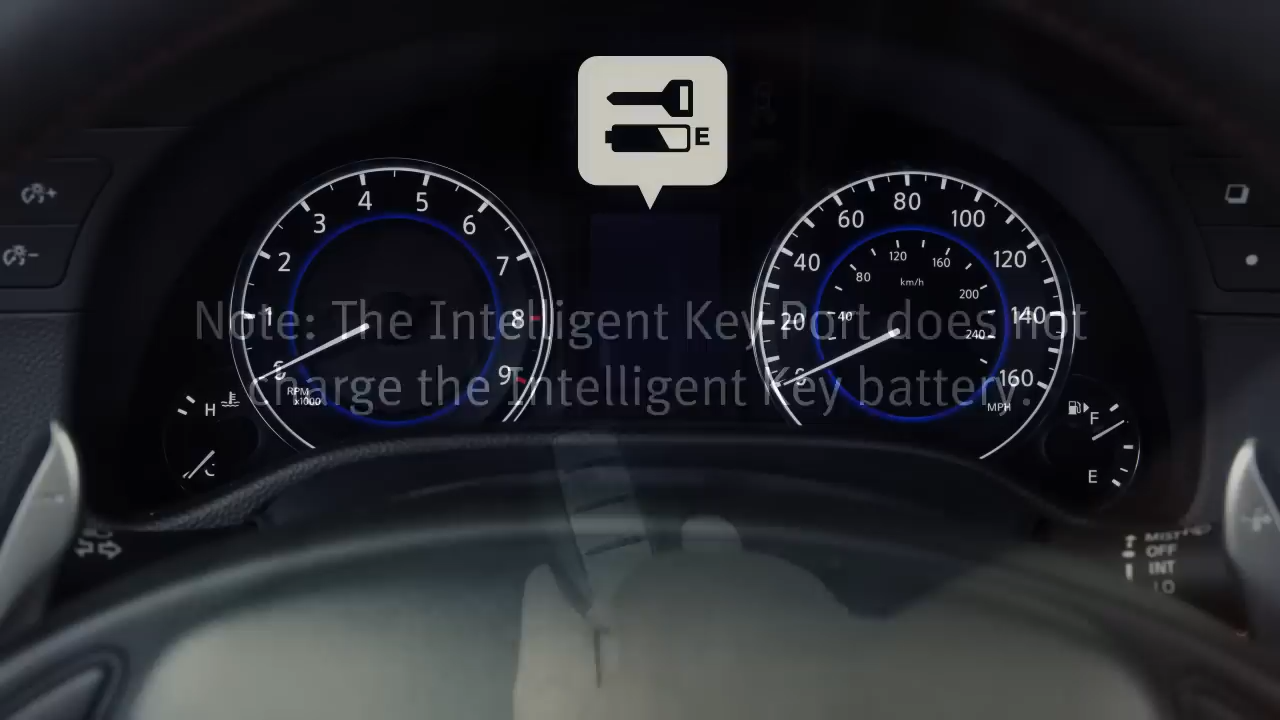 E
4 5
3 6
2 7
1 8
9
RPM
x1000
H
80
60 100
40 120
20 140
160
120
80 160
km/h
200
40
240
MPH
F
E
Note: The Intelligent Key Port does not
charge the Intelligent Key battery.
MIST
OFF
INT
LO